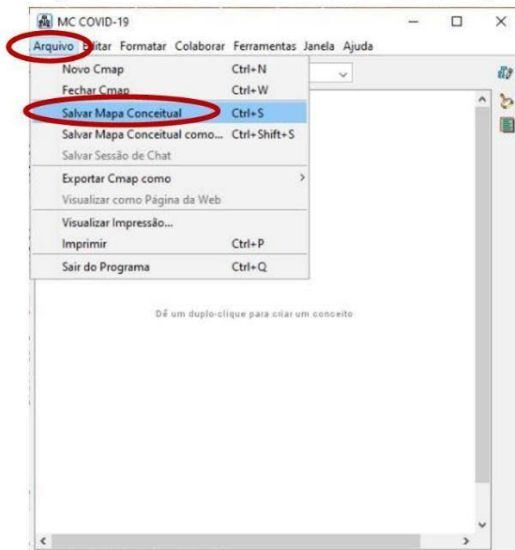 MC COVID-19
Arquivo Editar Formatar Colaborar Ferramentas Janela Ajuda
Novo Cmap Ctrl+N
Fechar Cmap Ctrl+W
Salvar Mapa Conceitual Ctrl+S
Salvar Mapa Conceitual como... Ctrl+Shift+S
Salvar Sessão de Chat
Exportar Cmap como
Visualizar como Página da Web
Visualizar Impressão...
Imprimir Ctrl+P
Sair do Programa Ctrl+Q
Dê um duplo-clique para criar um conceito